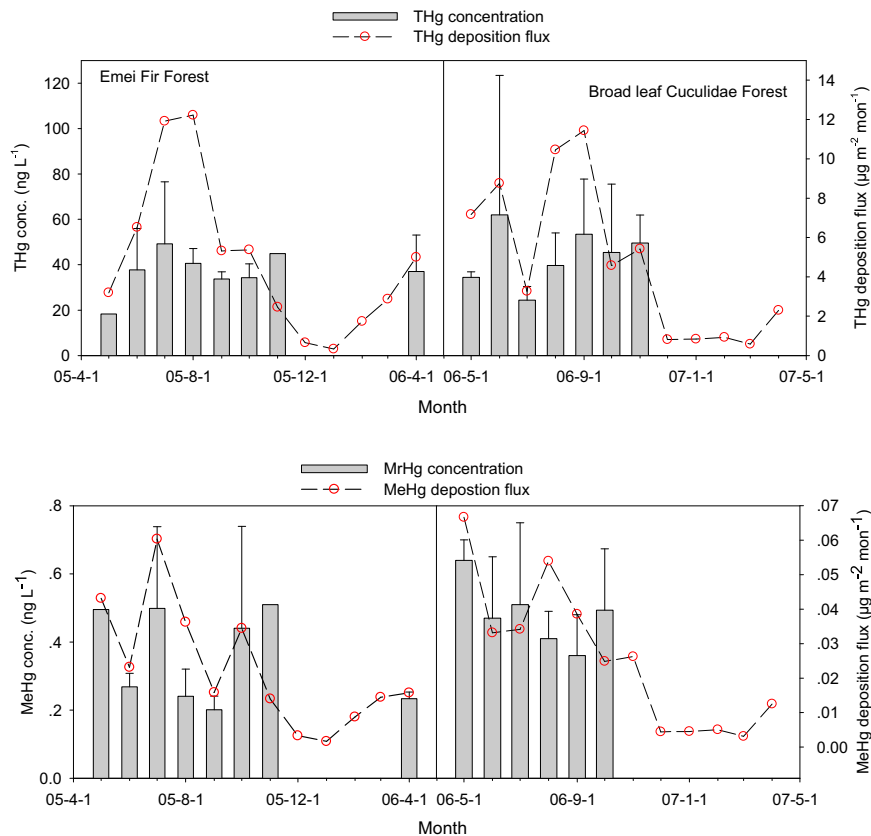 THg concentration
THg deposition flux
Emei Fir Forest
Broad leaf Cuculidae Forest
THg conc. (ng L-1)
120
100
80
60
40
20
0
THg deposition flux (µg m-2 mon-1)
14
12
10
8
6
4
2
0
05-4-1 05-8-1 05-12-1 06-4-1 06-5-1 06-9-1 07-1-1 07-5-1
Month
MrHg concentration
MeHg depostion flux
MeHg conc. (ng L-1)
.8
.6
.4
.2
0.0
MeHg deposition flux (µg m-2 mon-1)
.07
.06
.05
.04
.03
.02
.01
0.00
05-4-1 05-8-1 05-12-1 06-4-1 06-5-1 06-9-1 07-1-1 07-5-1
Month